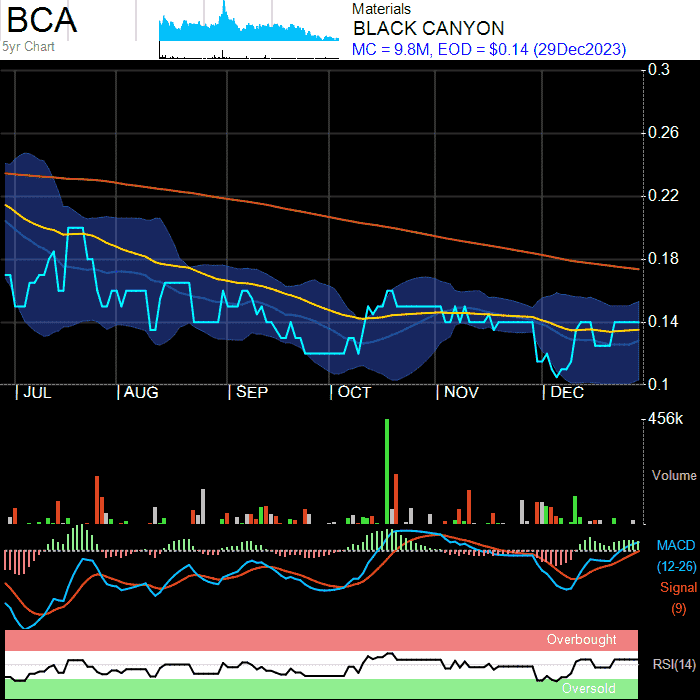 BCA
5yr Chart
Materials
BLACK CANYON
MC = 9.8M, EOD = $0.14 (29Dec2023)
0.3
0.26
0.22
0.18
0.14
0.1
JUL AUG SEP OCT NOV DEC
456k
Volume
MACD
(12-26)
Signal
(9)
Overbought
RSI(14)
Oversold